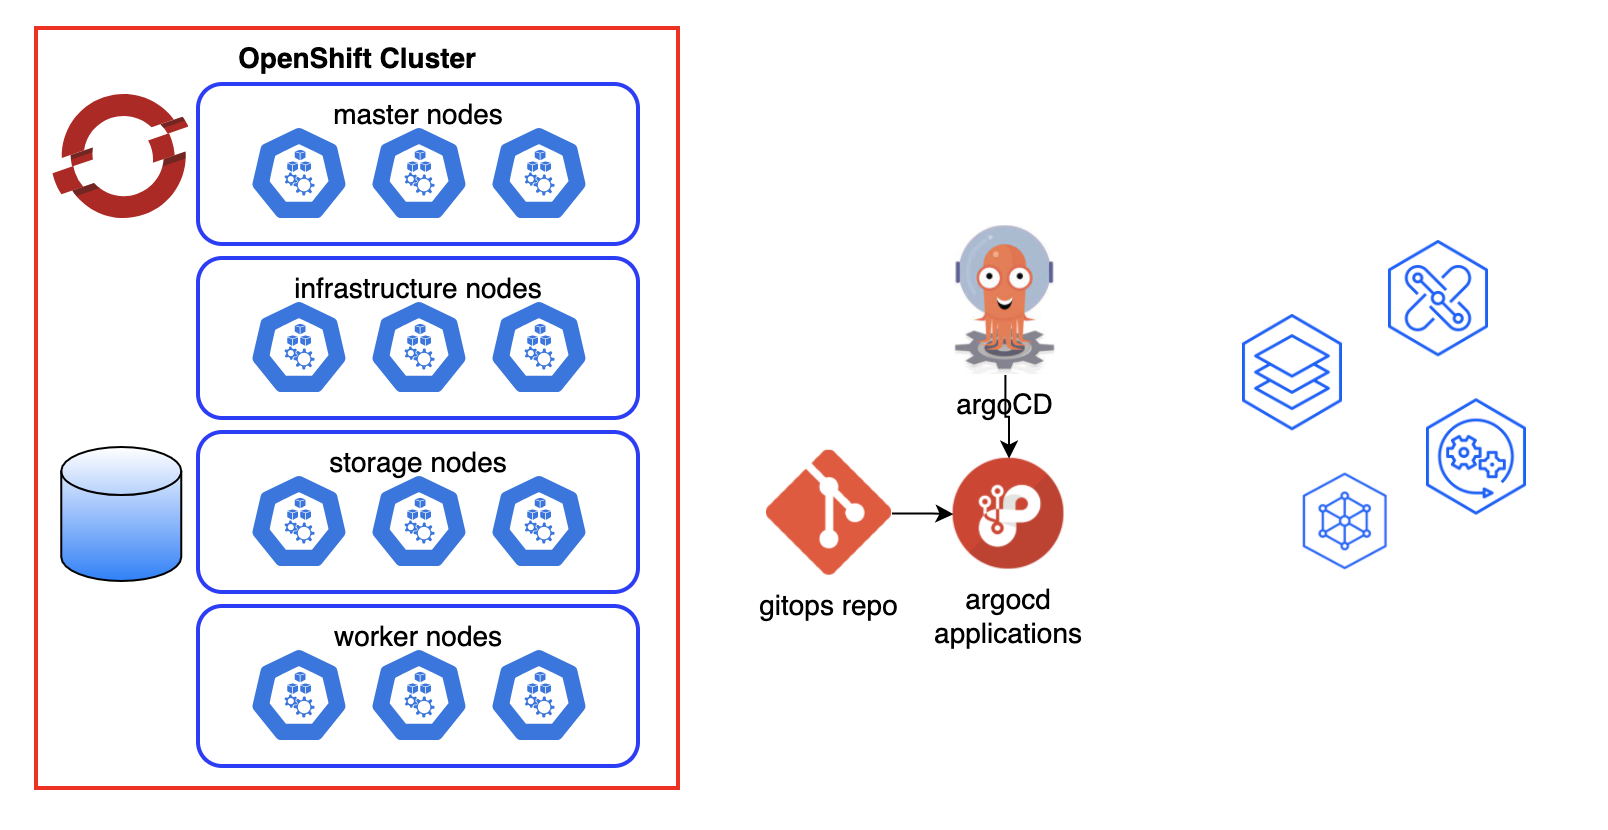 OpenShift Cluster
master nodes
infrastructure nodes
storage nodes
worker nodes
argoCD
gitops repo
argocd
applications